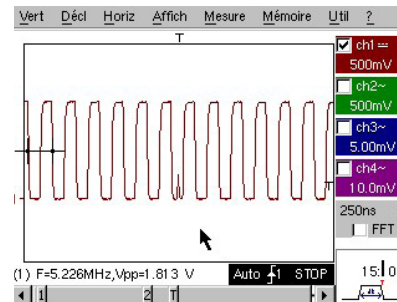 Vert Décl Horiz Affich Mesure Mémoire Util ?
T
ch1
500mV
ch2~
500mV
ch3~
5.00mV
ch4~
10.0mV
250ns
FFT
T
1
(1) F=5.226MHz,Vpp=1.813 V Auto 1 STOP
15: 0
1 2 T